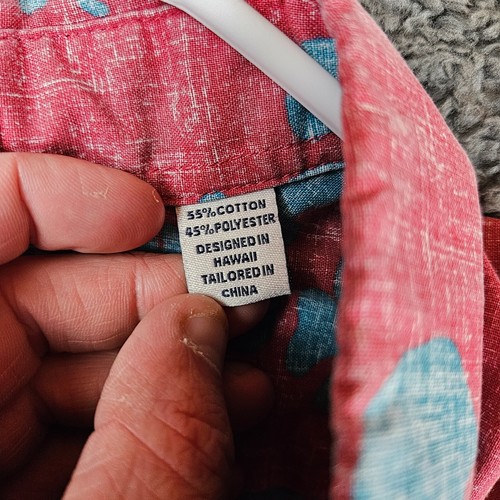 55% COTTON
45% POLYESTER
DESIGNED IN
HAWAII
TAILORED IN
CHINA